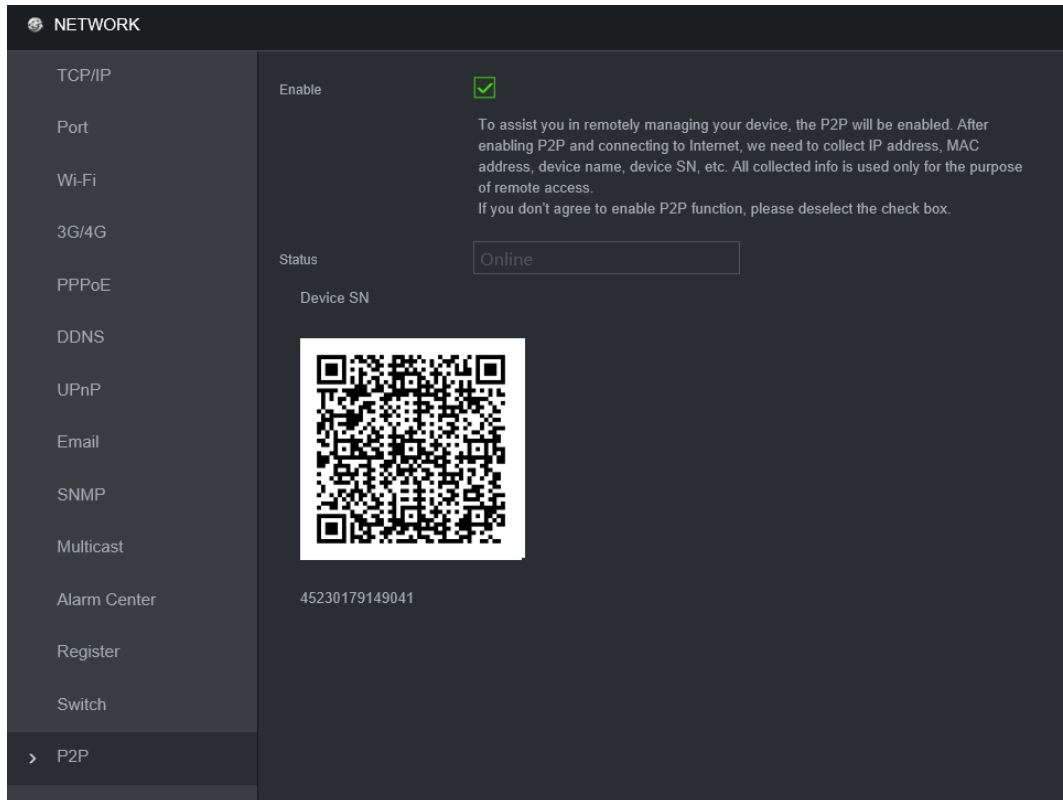 NETWORK
TCP/IP
Port
Wi-Fi
3G/4G
PPPoE
DDNS
UPnP
Email
SNMP
Multicast
Alarm Center
Register
Switch
P2P
Enable
To assist you in remotely managing your device, the P2P will be enabled. After
enabling P2P and connecting to Internet, we need to collect IP address, MAC
address, device name, device SN, etc. All collected info is used only for the purpose
of remote access.
If you don't agree to enable P2P function, please deselect the check box.
Status
Online
Device SN
45230179149041